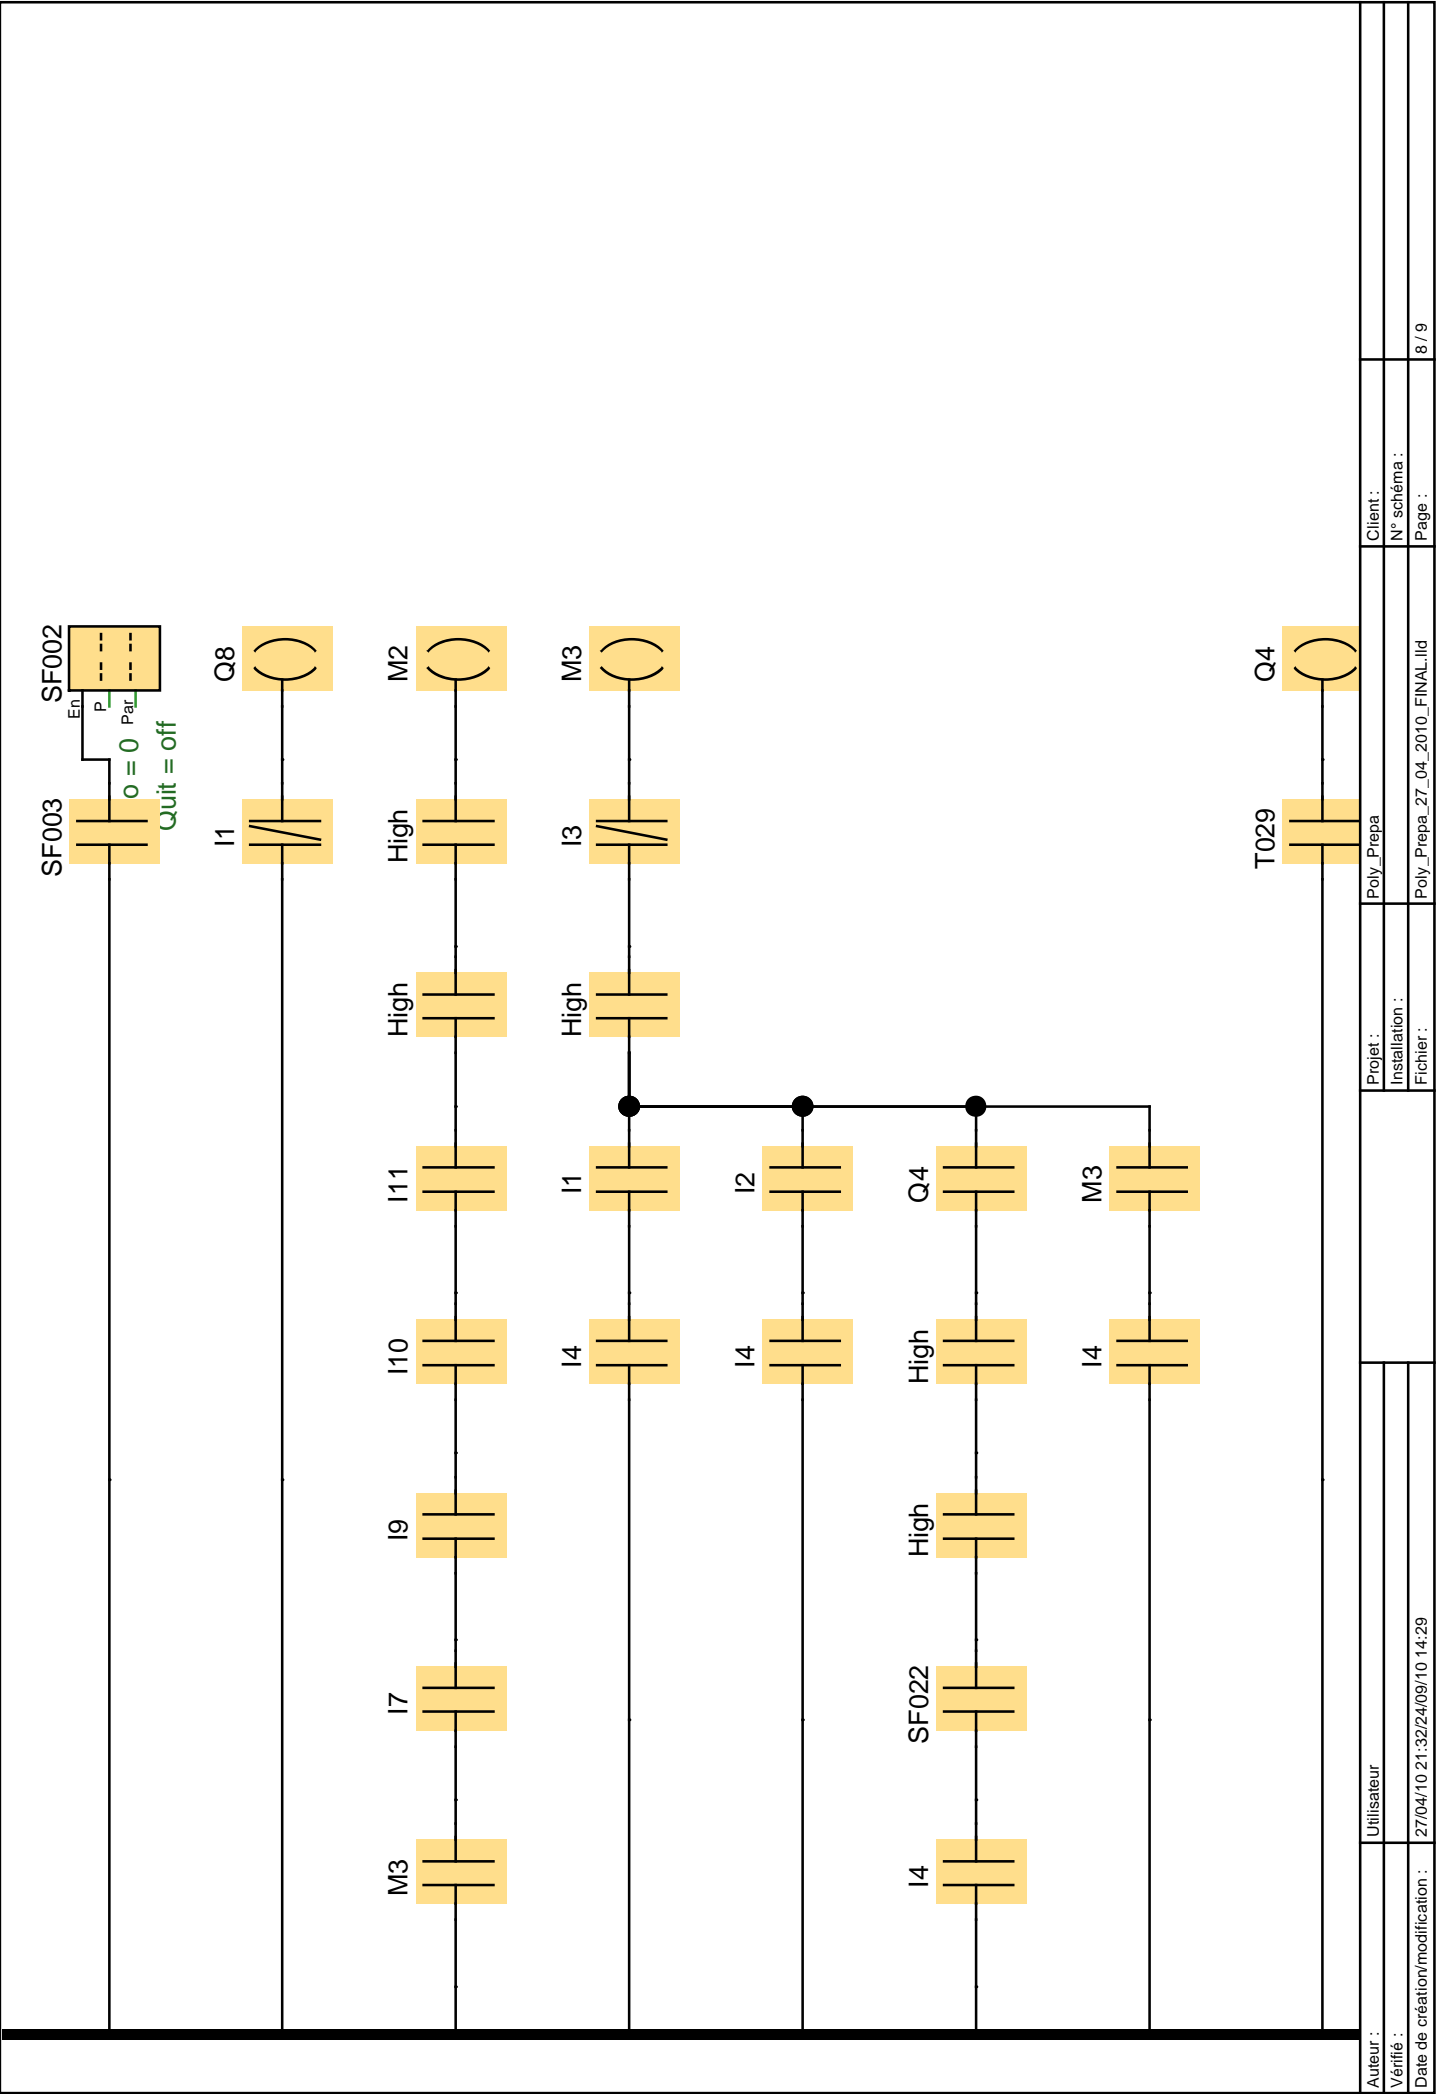 SF003 SF002
En
P
Par
o = 0
Quit = off
I1 Q8
M3 I7 I9 I10 I11 High High M2
I4 I1 High I3 M3
I4 I2
I4 SF022 High High Q4
I4 M3
T029 Q4
Auteur : Utilisateur Projet : Poly_Prepa Client :
Vérifié : Installation : N° schéma :
Date de création/modification : 27/04/10 21:32/24/09/10 14:29 Fichier : Poly_Prepa_27_04_2010_FINAL.lld Page : 8 / 9